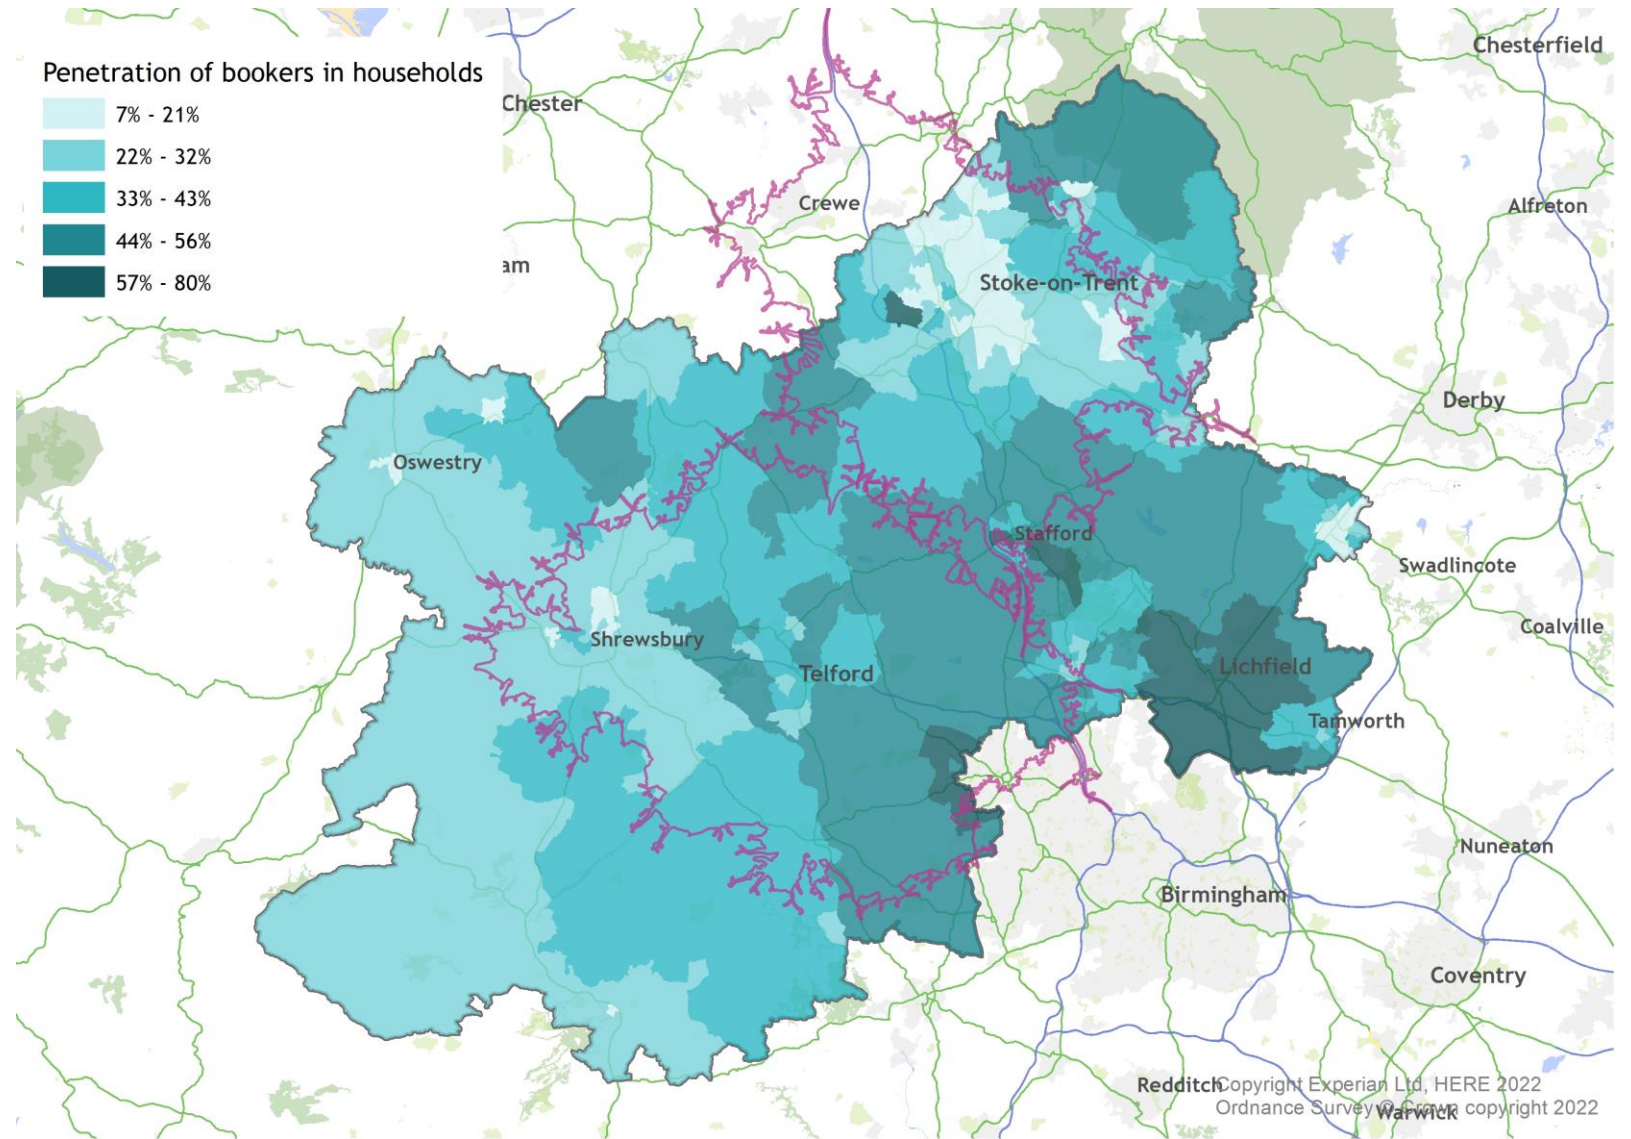 Penetration of bookers in households
7% - 21%
22% - 32%
33% - 43%
44% - 56%
57% - 80%
Chesterfield
Chester
Crewe
Alfreton
am
Stoke-on-Trent
Derby
Oswestry
Stafford
Swadlincote
Coalville
Shrewsbury
Lichfield
Telford
Tamworth
Nuneaton
Birmingham
Coventry
Redditch
Copyright Experian Ltd, HERE 2022
Ordnance Survey © Crown copyright 2022
Warwick